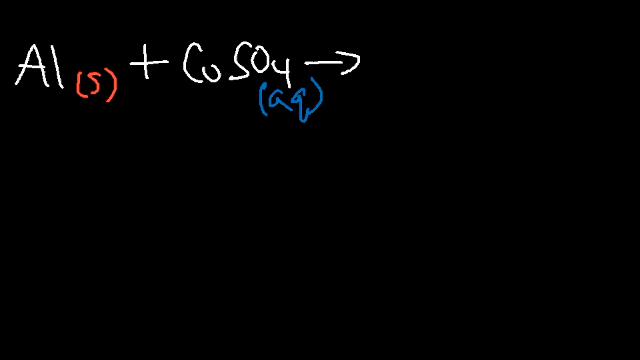 Al(s) + CuSO4(aq) →